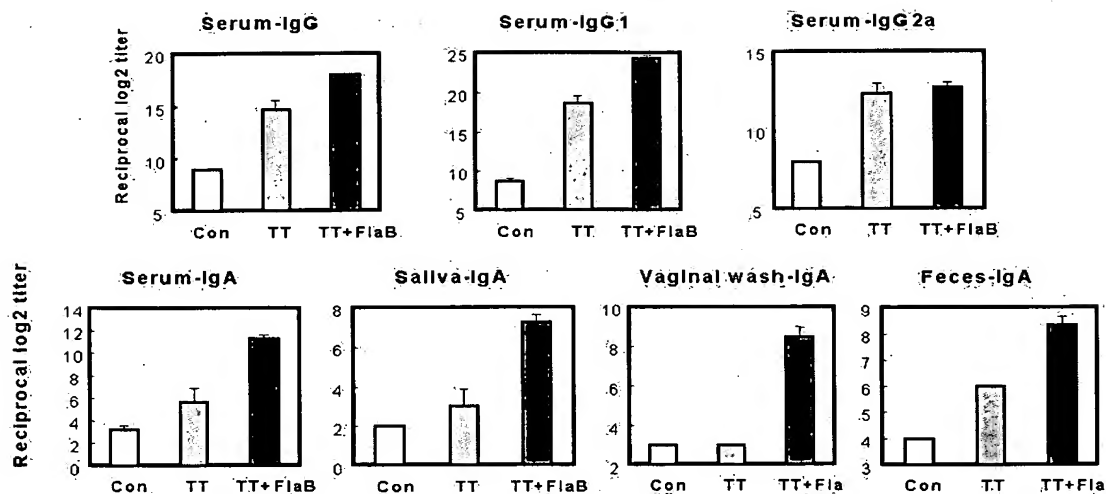 Serum-IgG
Serum-IgG1
Serum-IgG2a
Reciprocal log2 titer
20
15
10
5
25
20
15
10
5
15
10
5
Con TT TT+FlaB
Con TT TT+FlaB
Con TT TT+FlaB
Serum-IgA
Saliva-IgA
Vaginal wash-IgA
Feces-IgA
Reciprocal log2 titer
14
12
10
8
6
4
2
0
8
6
4
2
0
10
8
6
4
2
9
8
7
6
5
4
3
Con TT TT+FlaB
Con TT TT+FlaB
Con TT TT+Fla
Con TT TT+FlaB